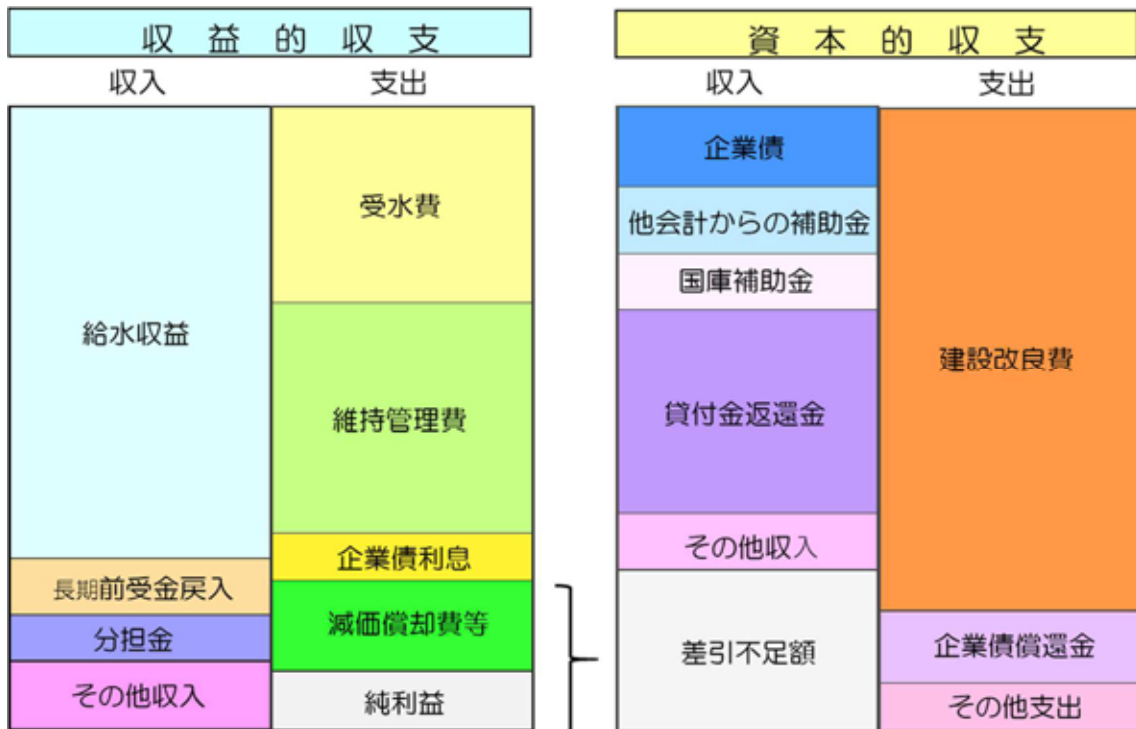 収益的収支
収入
支出
給水収益
長期前受金戻入
分担金
その他収入
受水費
維持管理費
企業債利息
減価償却費等
純利益
資本的収支
収入
支出
企業債
他会計からの補助金
国庫補助金
貸付金返還金
その他収入
差引不足額
建設改良費
企業債償還金
その他支出